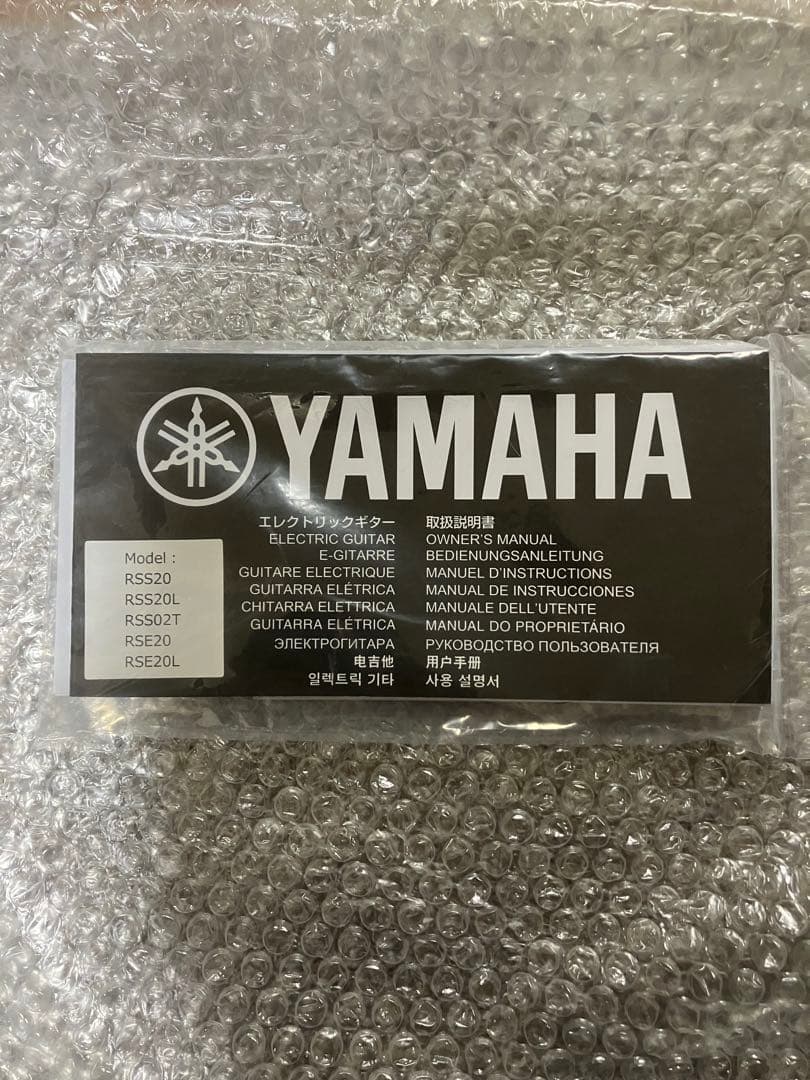 YAMAHA
エレクトリックギター 取扱説明書
ELECTRIC GUITAR OWNER'S MANUAL
E-GITARRE BEDIENUNGSANLEITUNG
GUITARE ELECTRIQUE MANUEL D'INSTRUCTIONS
GUITARRA ELÉTRICA MANUAL DE INSTRUCCIONES
CHITARRA ELETTRICA MANUALE DELL'UTENTE
GUITARRA ELÉTRICA MANUAL DO PROPRIETÁRIO
ЭЛЕКТРОГИТАРА РУКОВОДСТВО ПОЛЬЗОВАТЕЛЯ
电吉他 用户手册
일렉트릭 기타 사용 설명서
Model :
RSS20
RSS20L
RSS02T
RSE20
RSE20L